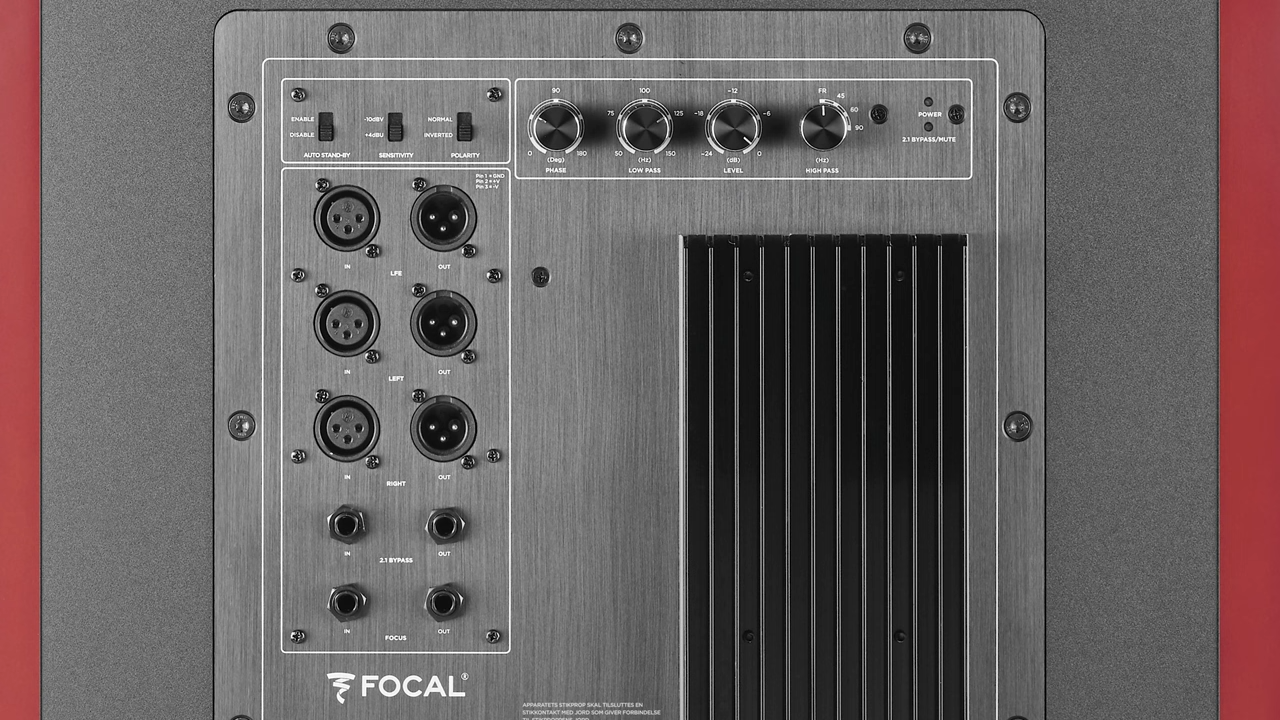 ENABLE
DISABLE
AUTO STAND-BY
-10dBV
+4dBU
SENSITIVITY
NORMAL
INVERTED
POLARITY
90
0
180
(Deg)
PHASE
100
75
125
50
150
(Hz)
LOW PASS
-12
-18
-6
-24
0
(dB)
LEVEL
FR
45
60
90
(Hz)
HIGH PASS
POWER
2.1 BYPASS/MUTE
Pin 1 = GND
Pin 2 = +V
Pin 3 = -V
IN
OUT
LFE
IN
OUT
LEFT
IN
OUT
RIGHT
IN
OUT
2.1 BYPASS
IN
OUT
FOCUS
FOCAL®
APPARATETS STIKPROP SKAL TILSLUTTES EN
STIKKONTAKT MED JORD SOM GIVER FORBINDELSE